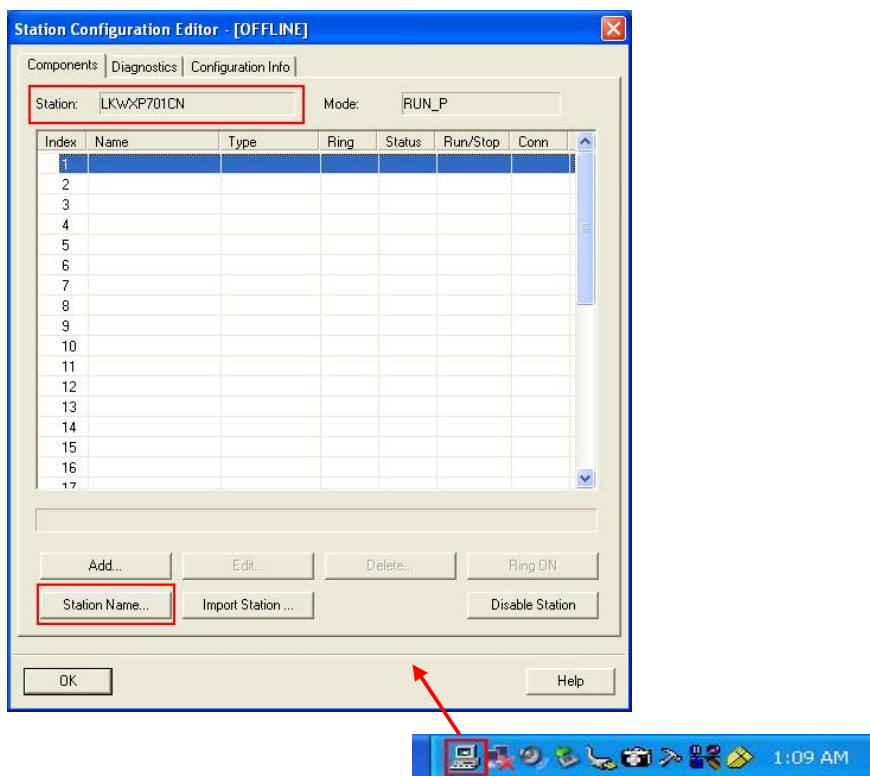 Station Configuration Editor - [OFFLINE]
Components Diagnostics Configuration Info
Station: LKWXP701CN Mode: RUN_P
Index Name Type Ring Status Run/Stop Conn
1
2
3
4
5
6
7
8
9
10
11
12
13
14
15
16
17
Add... Edit... Delete... Ring ON
Station Name... Import Station ... Disable Station
OK Help
1:09 AM